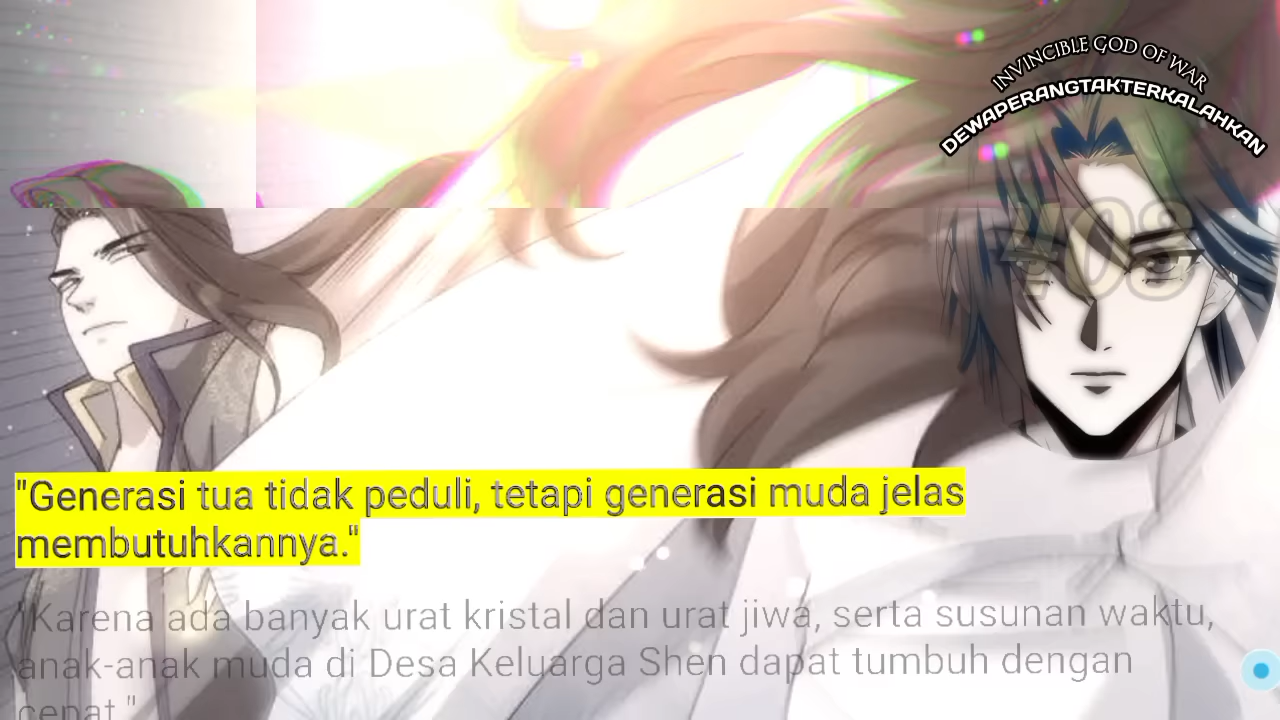 INVINCIBLE GOD OF WAR
DEWAPERANGTAKTERKALAHKAN
"Generasi tua tidak peduli, tetapi generasi muda jelas
membutuhkannya."
"Karena ada banyak urat kristal dan urat jiwa, serta susunan waktu,
anak-anak muda di Desa Keluarga Shen dapat tumbuh dengan
cepat."